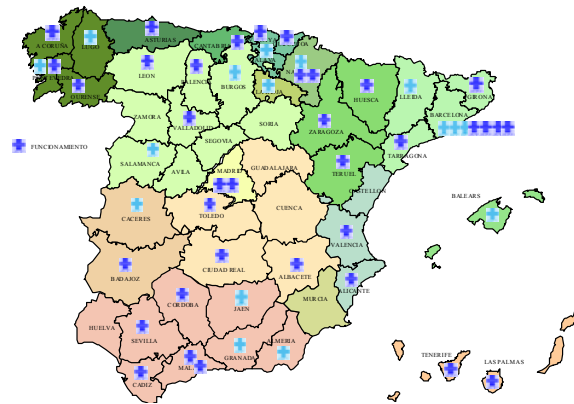 A CORUÑA
LUGO
ASTURIAS
CANTABRIA
OURENSE
LEON
PALENCIA
BURGOS
HUESCA
LLEIDA
GIRONA
BARCELONA
ZAMORA
VALLADOLID
SORIA
ZARAGOZA
SEGOVIA
TARRAGONA
FUNCIONAMIENTO
SALAMANCA
AVILA
MADRID
GUADALAJARA
TERUEL
CASTELLON
BALEARS
CACERES
TOLEDO
CUENCA
VALENCIA
BADAJOZ
CIUDAD REAL
ALBACETE
ALICANTE
CORDOBA
JAEN
MURCIA
HUELVA
SEVILLA
GRANADA
ALMERIA
CADIZ
TENERIFE
LAS PALMAS